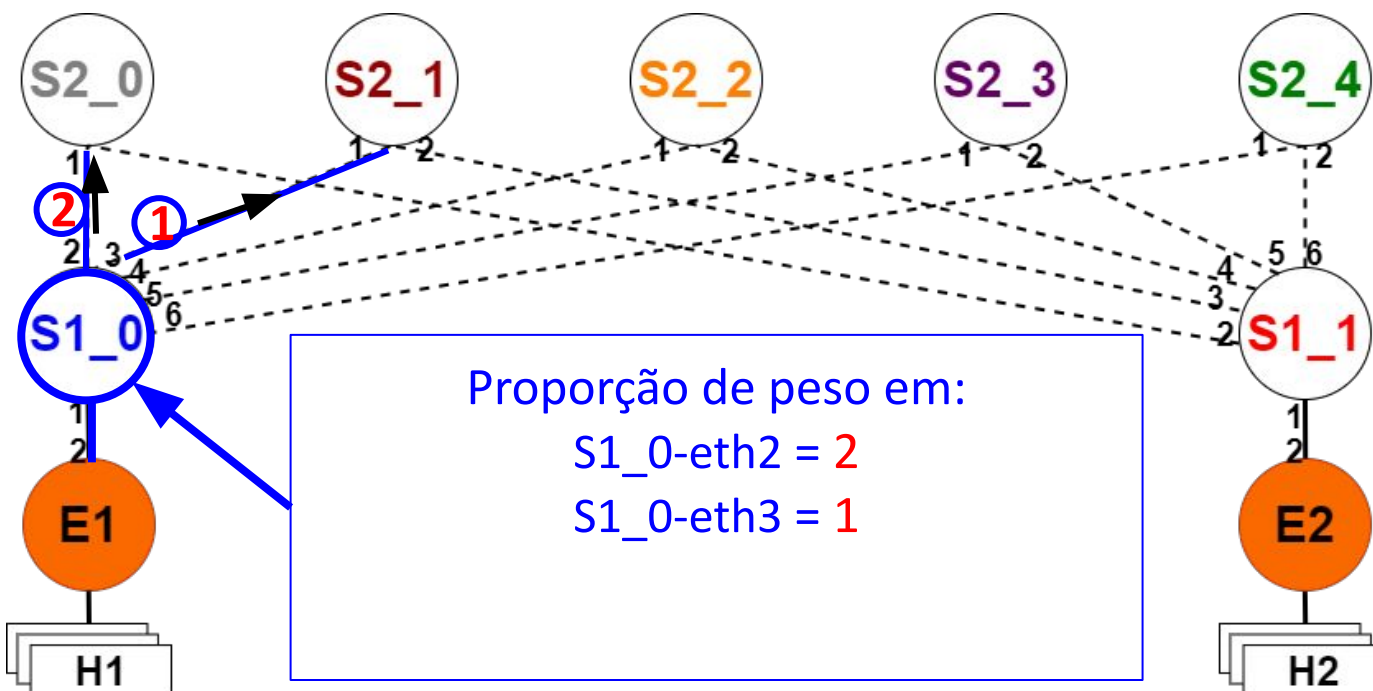 S2_0 S2_1 S2_2 S2_3 S2_4
1 1 2 1 2 1 2 1 2
2 1
2 3 4 5 6
5 6 4 3 2
S1_0
S1_1
Proporção de peso em:
S1_0-eth2 = 2
S1_0-eth3 = 1
1
2
1
2
E1
E2
H1
H2